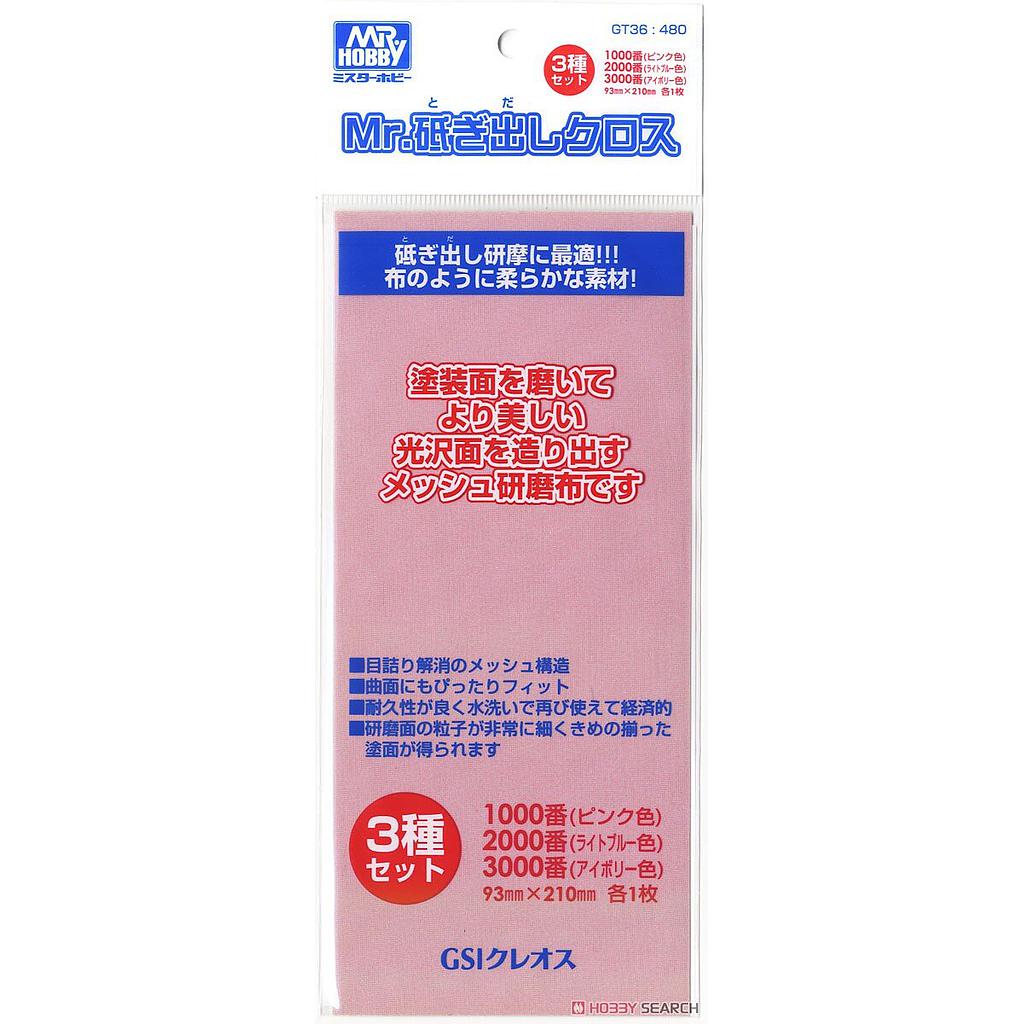 MR. HOBBY
ミスターホビー
GT36 : 480
3種
セット
1000番(ピンク色)
2000番(ライトブルー色)
3000番(アイボリー色)
93mm×210mm 各1枚
と だ
Mr.砥ぎ出しクロス
と だ
砥ぎ出し研摩に最適!!!
布のように柔らかな素材!
塗装面を磨いて
より美しい
光沢面を造り出す
メッシュ研磨布です
■目詰り解消のメッシュ構造
■曲面にもぴったりフィット
■耐久性が良く水洗いで再び使えて経済的
■研磨面の粒子が非常に細くきめの揃った
塗面が得られます
3種
セット
1000番(ピンク色)
2000番(ライトブルー色)
3000番(アイボリー色)
93mm×210mm 各1枚
GSIクレオス
HOBBY SEARCH